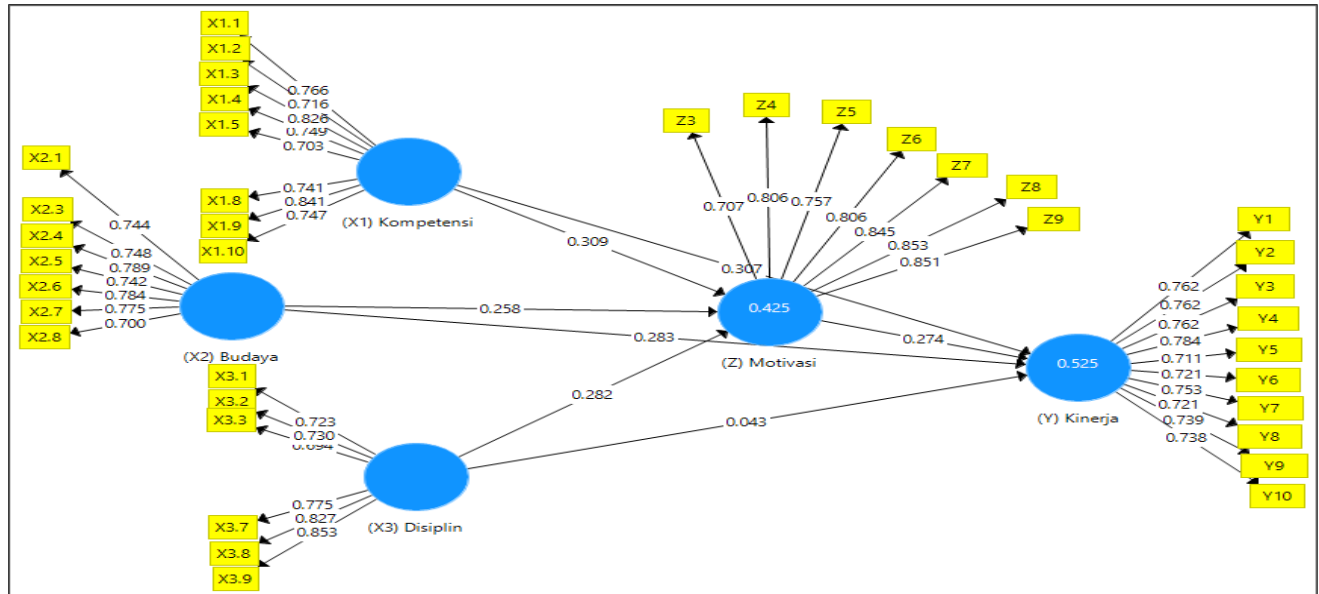 X1.1
X1.2
X1.3
X1.4
X1.5
0.766
0.716
0.826
0.749
0.703
X1.8
X1.9
X1.10
0.741
0.841
0.747
(X1) Kompetensi
X2.1
X2.3
X2.4
X2.5
X2.6
X2.7
X2.8
0.744
0.748
0.789
0.742
0.784
0.775
0.700
(X2) Budaya
X3.1
X3.2
X3.3
0.723
0.730
0.694
X3.7
X3.8
X3.9
0.775
0.827
0.853
(X3) Disiplin
0.309
0.307
0.258
0.283
0.282
0.043
Z3
Z4
Z5
Z6
Z7
Z8
Z9
0.707
0.806
0.757
0.806
0.845
0.853
0.851
0.425
(Z) Motivasi
0.274
0.525
(Y) Kinerja
Y1
Y2
Y3
Y4
Y5
Y6
Y7
Y8
Y9
Y10
0.762
0.762
0.762
0.784
0.711
0.721
0.753
0.721
0.739
0.738